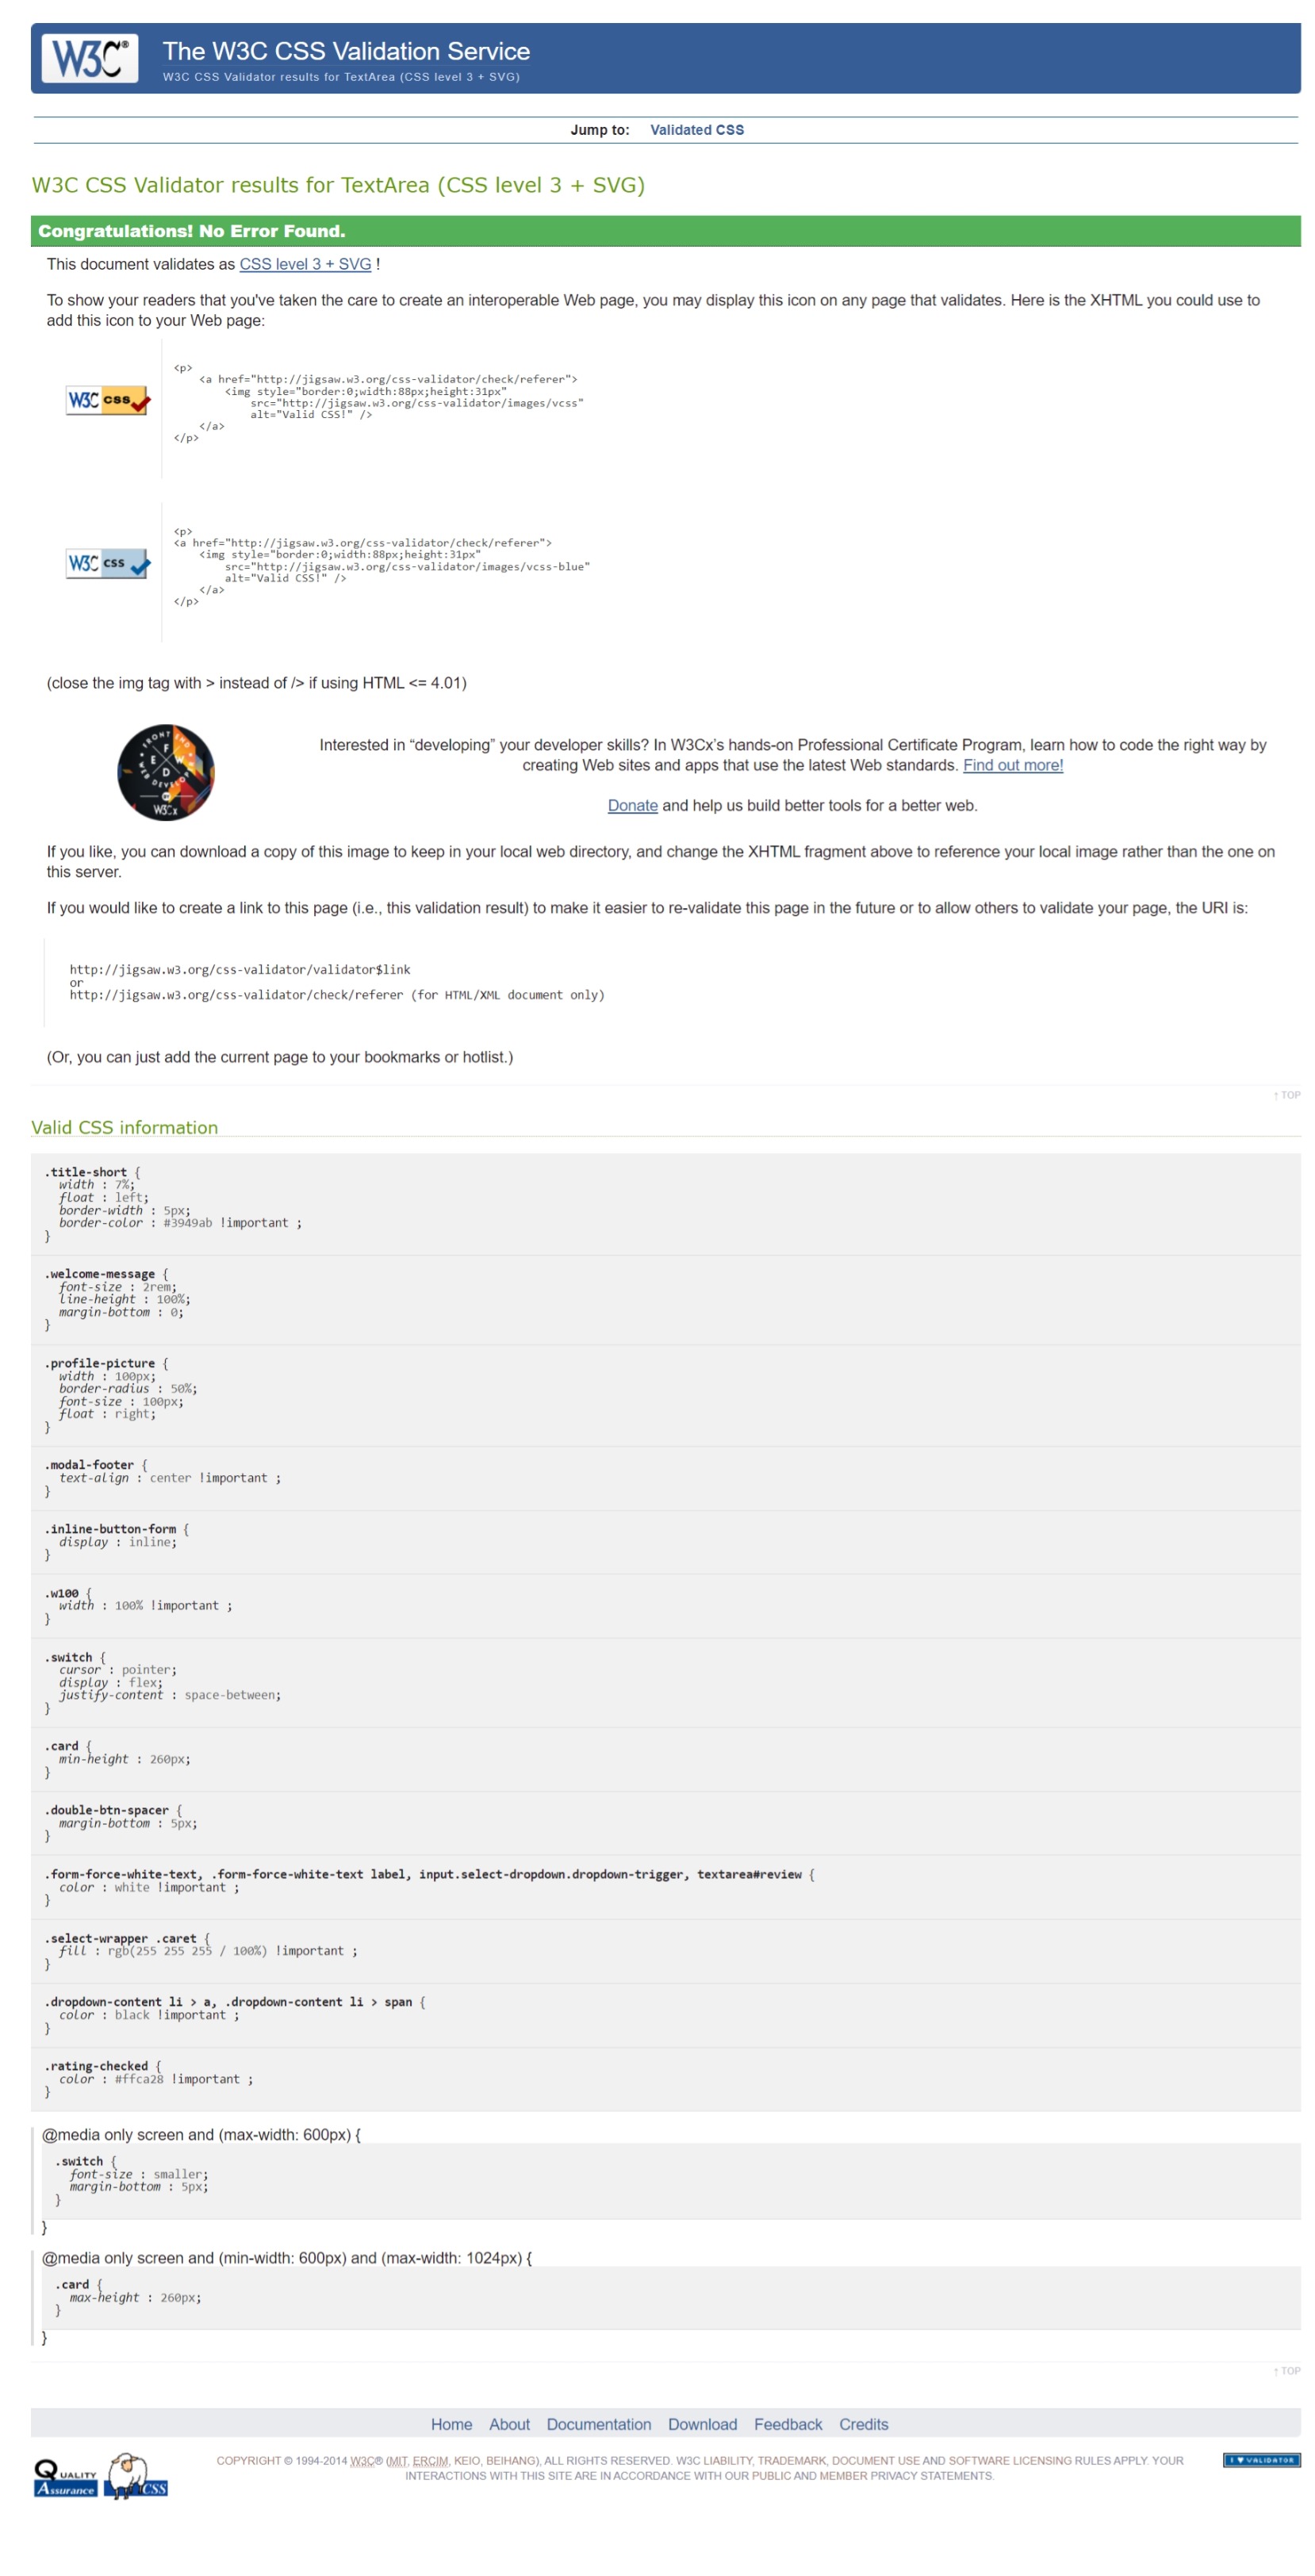 W3C®
The W3C CSS Validation Service
W3C CSS Validator results for TextArea (CSS level 3 + SVG)
Jump to: Validated CSS
W3C CSS Validator results for TextArea (CSS level 3 + SVG)
Congratulations! No Error Found.
This document validates as CSS level 3 + SVG !
To show your readers that you've taken the care to create an interoperable Web page, you may display this icon on any page that validates. Here is the XHTML you could use to
add this icon to your Web page:
W3C css
<p>
<a href="http://jigsaw.w3.org/css-validator/check/referer">
<img style="border:0;width:88px;height:31px"
src="http://jigsaw.w3.org/css-validator/images/vcss"
alt="Valid CSS!" />
</a>
</p>
W3C css
<p>
<a href="http://jigsaw.w3.org/css-validator/check/referer">
<img style="border:0;width:88px;height:31px"
src="http://jigsaw.w3.org/css-validator/images/vcss-blue"
alt="Valid CSS!" />
</a>
</p>
(close the img tag with > instead of /> if using HTML <= 4.01)
FRONT END
F
E W
D
WEB DEVELOPER
W3Cx
Interested in “developing” your developer skills? In W3Cx’s hands-on Professional Certificate Program, learn how to code the right way by
creating Web sites and apps that use the latest Web standards. Find out more!
Donate and help us build better tools for a better web.
If you like, you can download a copy of this image to keep in your local web directory, and change the XHTML fragment above to reference your local image rather than the one on
this server.
If you would like to create a link to this page (i.e., this validation result) to make it easier to re-validate this page in the future or to allow others to validate your page, the URI is:
http://jigsaw.w3.org/css-validator/validator$link
or
http://jigsaw.w3.org/css-validator/check/referer (for HTML/XML document only)
(Or, you can just add the current page to your bookmarks or hotlist.)
↑ TOP
Valid CSS information
.title-short {
width : 7%;
float : left;
border-width : 5px;
border-color : #3949ab !important ;
}
.welcome-message {
font-size : 2rem;
line-height : 100%;
margin-bottom : 0;
}
.profile-picture {
width : 100px;
border-radius : 50%;
font-size : 100px;
float : right;
}
.modal-footer {
text-align : center !important ;
}
.inline-button-form {
display : inline;
}
.w100 {
width : 100% !important ;
}
.switch {
cursor : pointer;
display : flex;
justify-content : space-between;
}
.card {
min-height : 260px;
}
.double-btn-spacer {
margin-bottom : 5px;
}
.form-force-white-text, .form-force-white-text label, input.select-dropdown.dropdown-trigger, textarea#review {
color : white !important ;
}
.select-wrapper .caret {
fill : rgb(255 255 255 / 100%) !important ;
}
.dropdown-content li > a, .dropdown-content li > span {
color : black !important ;
}
.rating-checked {
color : #ffca28 !important ;
}
@media only screen and (max-width: 600px) {
.switch {
font-size : smaller;
margin-bottom : 5px;
}
}
@media only screen and (min-width: 600px) and (max-width: 1024px) {
.card {
max-height : 260px;
}
}
↑ TOP
Home About Documentation Download Feedback Credits
QUALITY
Assurance
CSS
COPYRIGHT © 1994-2014 W3C® (MIT, ERCIM, KEIO, BEIHANG), ALL RIGHTS RESERVED. W3C LIABILITY, TRADEMARK, DOCUMENT USE AND SOFTWARE LICENSING RULES APPLY. YOUR
INTERACTIONS WITH THIS SITE ARE IN ACCORDANCE WITH OUR PUBLIC AND MEMBER PRIVACY STATEMENTS.
I ♥ VALIDATOR